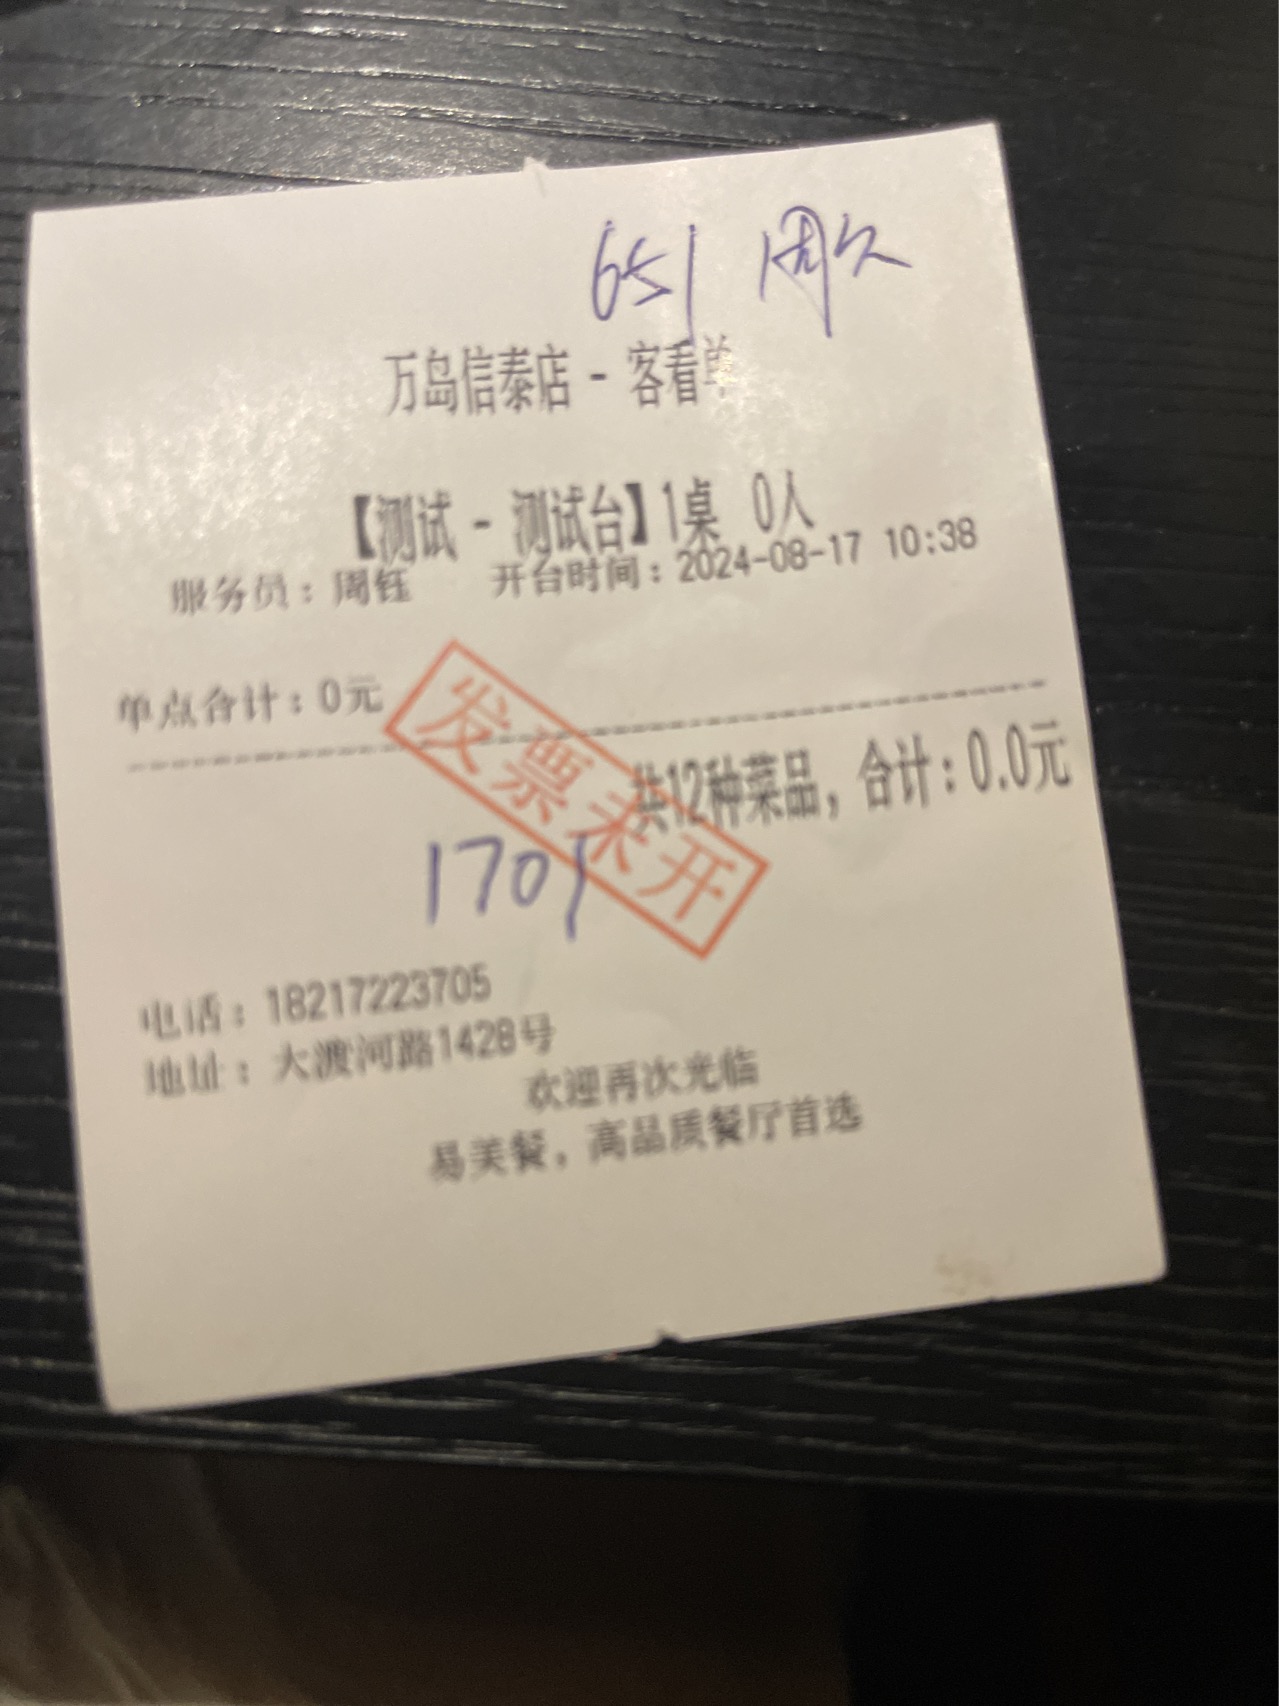 651 周久
万岛信泰店 - 客看单
【测试 - 测试台】1桌 0人
服务员：周钰 开台时间：2024-08-17 10:38
单点合计：0元
发票未开
共12种菜品，合计：0.0元
1701
电话：18217223705
地址：大渡河路1428号
欢迎再次光临
易美餐，高品质餐厅首选